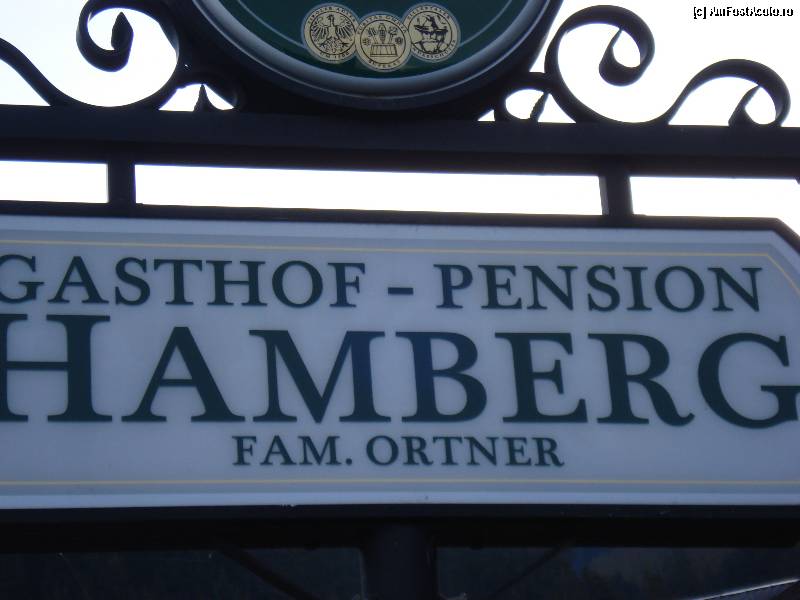 [c] AmFostAcolo.ro
GASTHOF - PENSION
HAMBERG
FAM. ORTNER